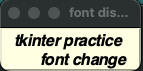 font dis...
tkinter practice
font change